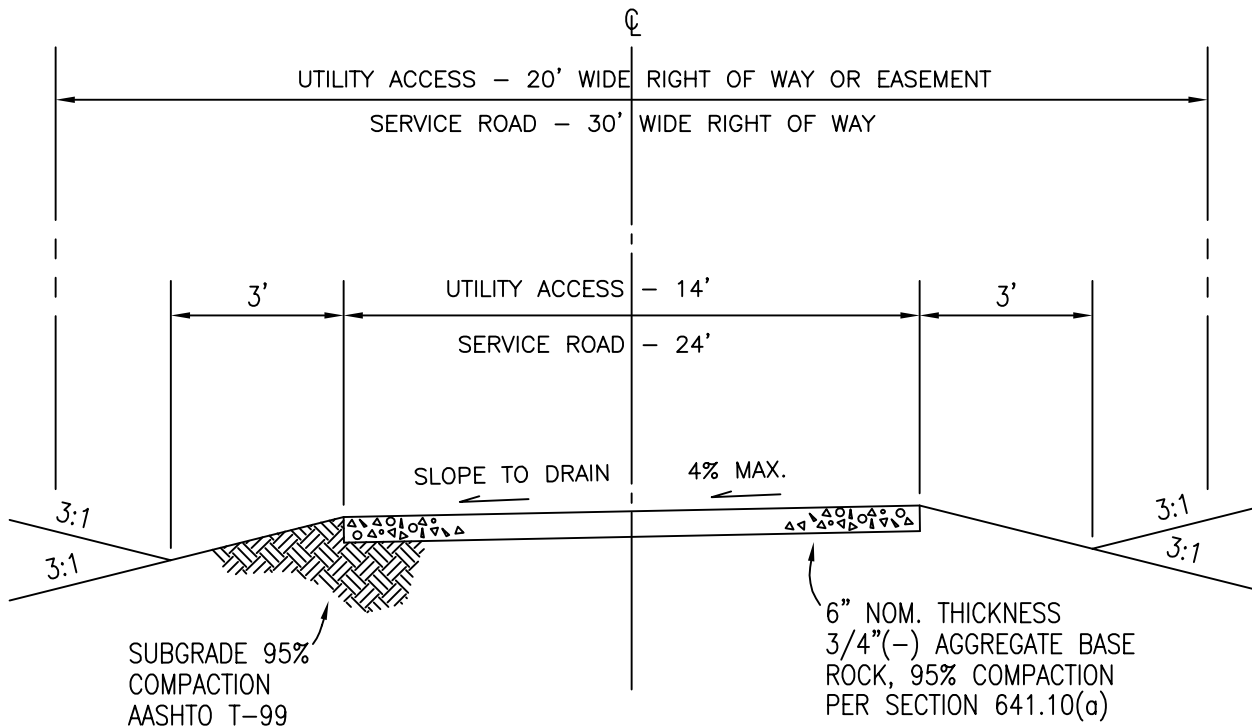 ℄
UTILITY ACCESS – 20' WIDE RIGHT OF WAY OR EASEMENT
SERVICE ROAD – 30' WIDE RIGHT OF WAY
3'
UTILITY ACCESS – 14'
3'
SERVICE ROAD – 24'
SLOPE TO DRAIN
4% MAX.
3:1
3:1
3:1
3:1
SUBGRADE 95%
COMPACTION
AASHTO T–99
6" NOM. THICKNESS
3/4"(–) AGGREGATE BASE
ROCK, 95% COMPACTION
PER SECTION 641.10(a)